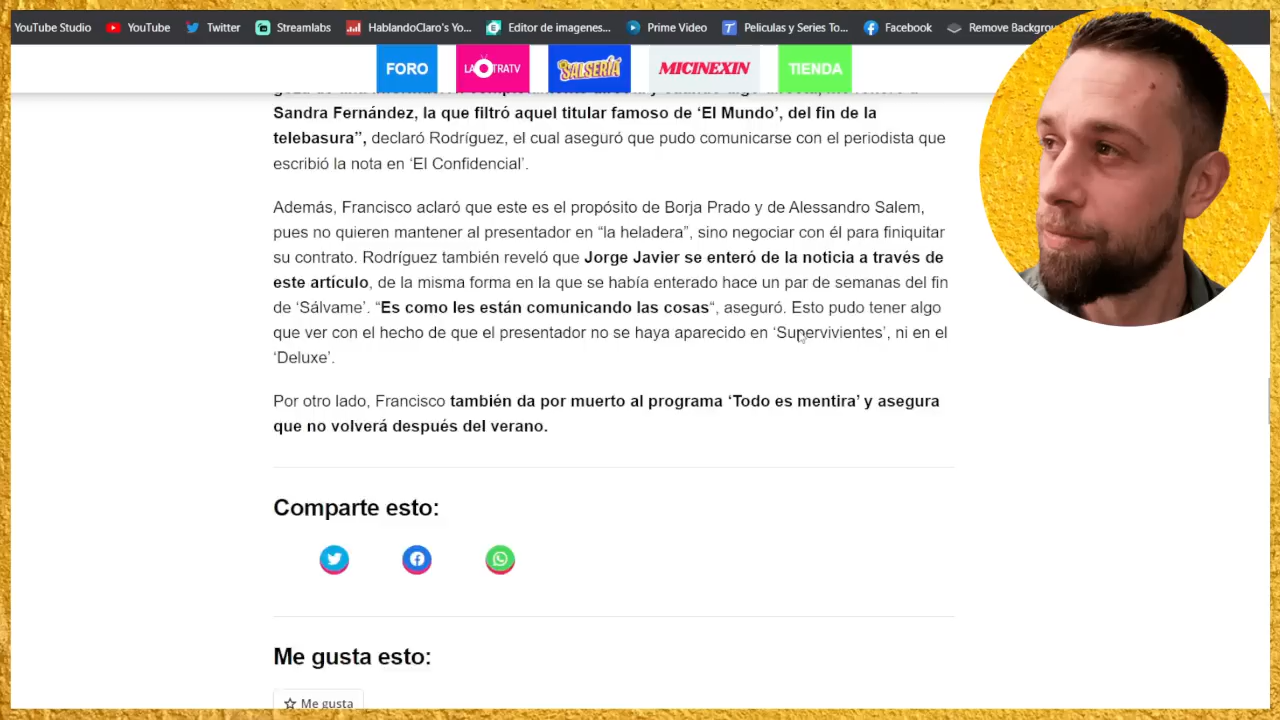 YouTube Studio YouTube Twitter Streamlabs HablandoClaro's Yo... Editor de imagenes... Prime Video Peliculas y Series To... Facebook Remove Backgrou
FORO LA OTRATV SALSERÍA MICINEXIN TIENDA
Sandra Fernández, la que filtró aquel titular famoso de ‘El Mundo’, del fin de la
telebasura”, declaró Rodríguez, el cual aseguró que pudo comunicarse con el periodista que
escribió la nota en ‘El Confidencial’.
Además, Francisco aclaró que este es el propósito de Borja Prado y de Alessandro Salem,
pues no quieren mantener al presentador en “la heladera”, sino negociar con él para finiquitar
su contrato. Rodríguez también reveló que Jorge Javier se enteró de la noticia a través de
este artículo, de la misma forma en la que se había enterado hace un par de semanas del fin
de ‘Sálvame’. “Es como les están comunicando las cosas“, aseguró. Esto pudo tener algo
que ver con el hecho de que el presentador no se haya aparecido en ‘Supervivientes’, ni en el
‘Deluxe’.
Por otro lado, Francisco también da por muerto al programa ‘Todo es mentira’ y asegura
que no volverá después del verano.
Comparte esto:
Me gusta esto:
Me gusta